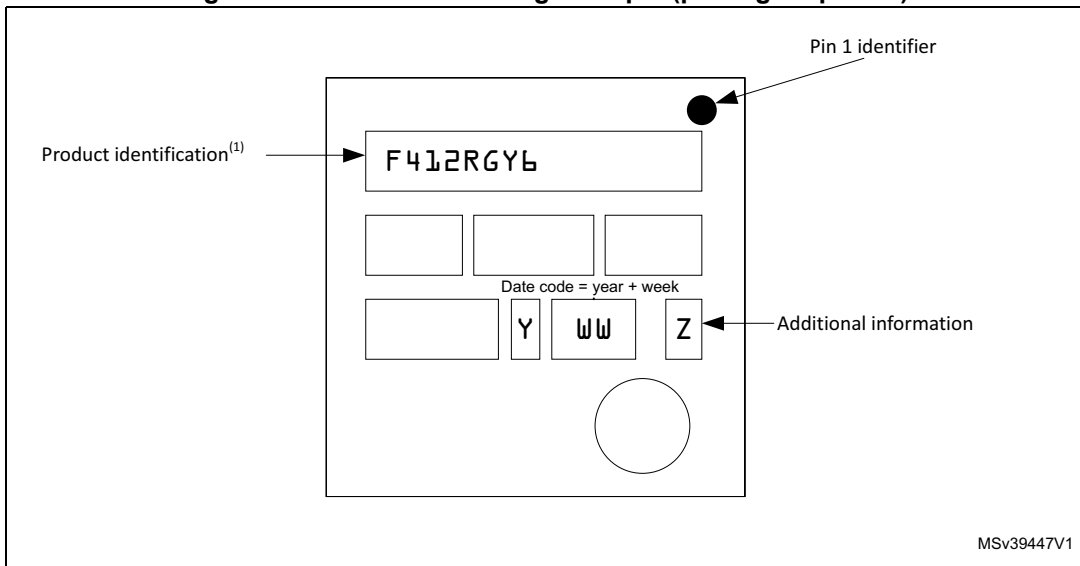 Pin 1 identifier
Product identification(1)
F412RGY6
Date code = year + week
Y WW Z
Additional information
MSv39447V1